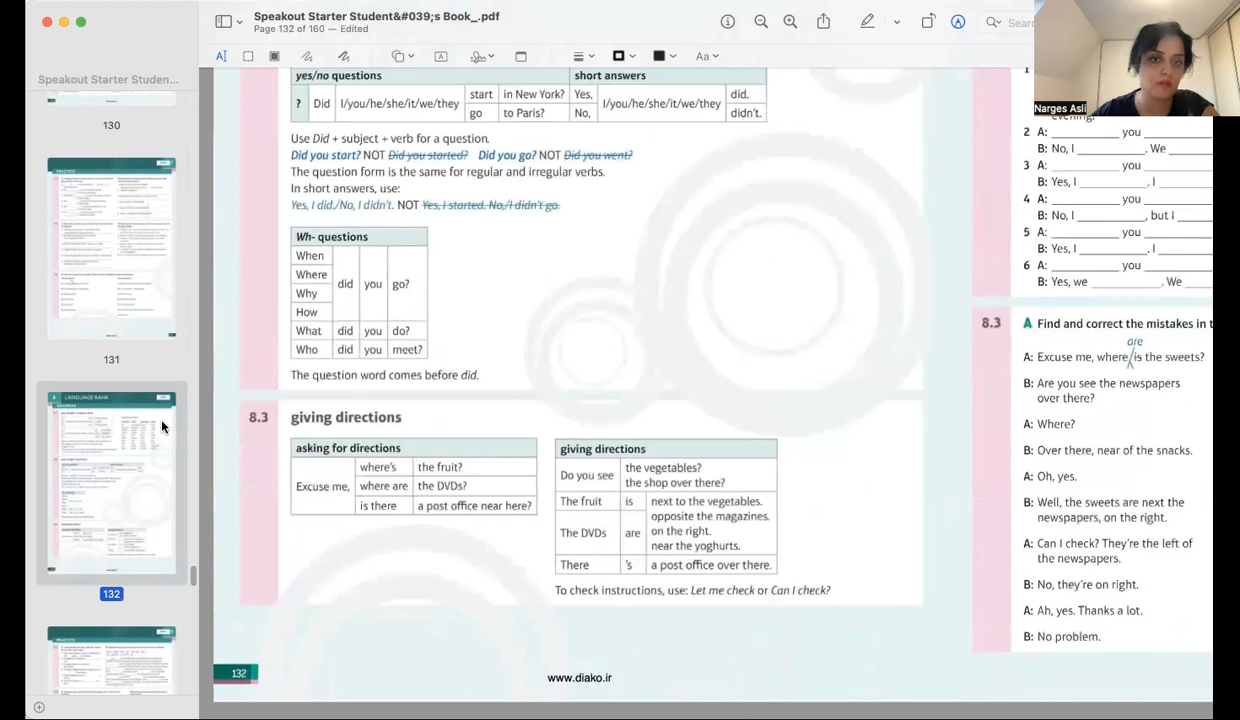 Speakout Starter Student&#039;s Book_.pdf
Page 132 of 160 — Edited
Sear
Narges Asli
Aa
Speakout Starter Studen...
130
131
132
LANGUAGE BANK
PRACTICE
yes/no questions short answers
? Did I/you/he/she/it/we/they start in New York? Yes, I/you/he/she/it/we/they did.
go to Paris? No, didn't.
Use Did + subject + verb for a question.
Did you start? NOT Did you started? Did you go? NOT Did you went?
The question form is the same for regular and irregular verbs.
In short answers, use:
Yes, I did./No, I didn't. NOT Yes, I started. No,/I didn't go.
Wh- questions
When
Where
Why did you go?
How
What did you do?
Who did you meet?
The question word comes before did.
8.3 giving directions
asking for directions
Excuse me, where's the fruit?
where are the DVDs?
is there a post office near here?
giving directions
Do you see the vegetables?
the shop over there?
The fruit is next to the vegetables.
The DVDs are opposite the magazines.
on the right.
near the yoghurts.
There 's a post office over there.
To check instructions, use: Let me check or Can I check?
132
www.diako.ir
1
2 A: you
B: No, I . We
3 A: you
B: Yes, I , I
4 A: you
B: No, I , but I
5 A: you
B: Yes, I . I
6 A: you
B: Yes, we . We
8.3 A Find and correct the mistakes in t
are
A: Excuse me, where is the sweets?
B: Are you see the newspapers
over there?
A: Where?
B: Over there, near of the snacks.
A: Oh, yes.
B: Well, the sweets are next the
newspapers, on the right.
A: Can I check? They're the left of
the newspapers.
B: No, they're on right.
A: Ah, yes. Thanks a lot.
B: No problem.